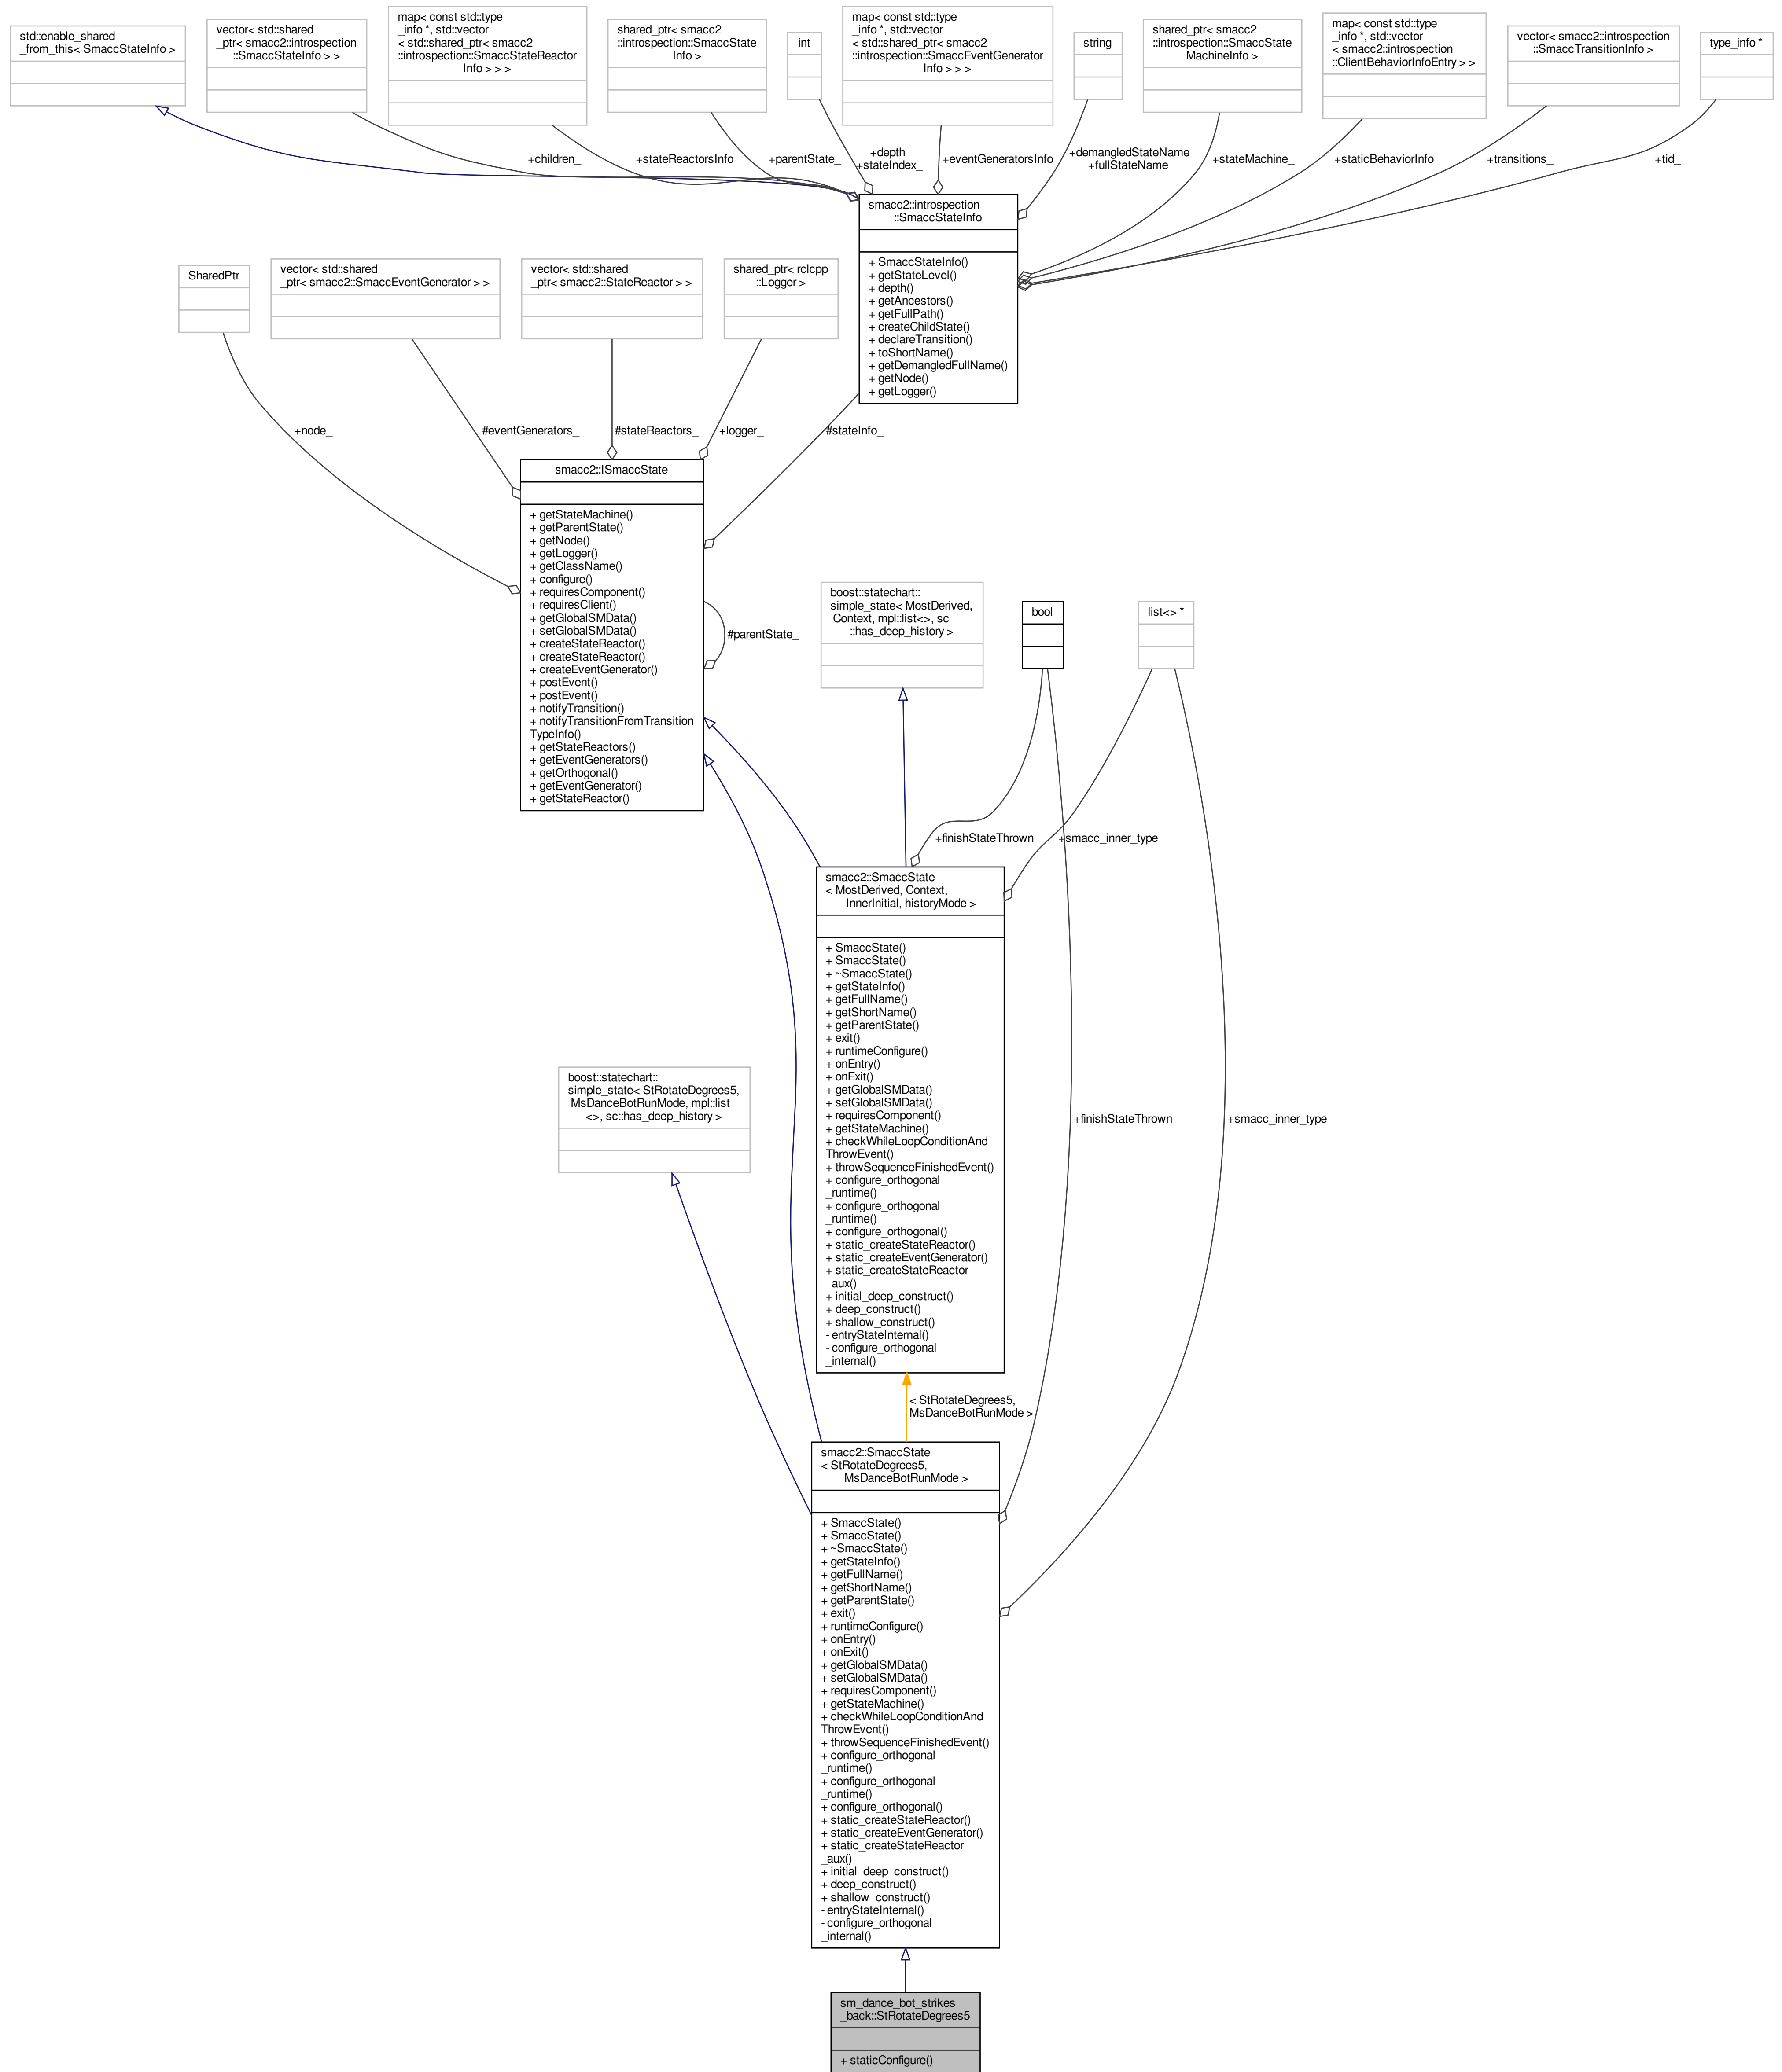 std::enable_shared
_from_this< SmaccStateInfo >
vector< std::shared
_ptr< smacc2::introspection
::SmaccStateInfo > >
map< const std::type
_info *, std::vector
< std::shared_ptr< smacc2
::introspection::SmaccStateReactor
Info > > >
shared_ptr< smacc2
::introspection::SmaccState
Info >
int
map< const std::type
_info *, std::vector
< std::shared_ptr< smacc2
::introspection::SmaccEventGenerator
Info > > >
string
shared_ptr< smacc2
::introspection::SmaccState
MachineInfo >
map< const std::type
_info *, std::vector
< smacc2::introspection
::ClientBehaviorInfoEntry > >
vector< smacc2::introspection
::SmaccTransitionInfo >
type_info *
+children_
+stateReactorsInfo
+parentState_
+depth_
+stateIndex_
+eventGeneratorsInfo
+demangledStateName
+fullStateName
+stateMachine_
+staticBehaviorInfo
+transitions_
+tid_
smacc2::introspection
::SmaccStateInfo
+ SmaccStateInfo()
+ getStateLevel()
+ depth()
+ getAncestors()
+ getFullPath()
+ createChildState()
+ declareTransition()
+ toShortName()
+ getDemangledFullName()
+ getNode()
+ getLogger()
SharedPtr
vector< std::shared
_ptr< smacc2::SmaccEventGenerator > >
vector< std::shared
_ptr< smacc2::StateReactor > >
shared_ptr< rclcpp
::Logger >
+node_
#eventGenerators_
#stateReactors_
+logger_
#stateInfo_
smacc2::ISmaccState
+ getStateMachine()
+ getParentState()
+ getNode()
+ getLogger()
+ getClassName()
+ configure()
+ requiresComponent()
+ requiresClient()
+ getGlobalSMData()
+ setGlobalSMData()
+ createStateReactor()
+ createStateReactor()
+ createEventGenerator()
+ postEvent()
+ postEvent()
+ notifyTransition()
+ notifyTransitionFromTransition
TypeInfo()
+ getStateReactors()
+ getEventGenerators()
+ getOrthogonal()
+ getEventGenerator()
+ getStateReactor()
#parentState_
boost::statechart::
simple_state< MostDerived,
Context, mpl::list<>, sc
::has_deep_history >
bool
list<> *
+finishStateThrown
+smacc_inner_type
smacc2::SmaccState
< MostDerived, Context,
InnerInitial, historyMode >
+ SmaccState()
+ SmaccState()
+ ~SmaccState()
+ getStateInfo()
+ getFullName()
+ getShortName()
+ getParentState()
+ exit()
+ runtimeConfigure()
+ onEntry()
+ onExit()
+ getGlobalSMData()
+ setGlobalSMData()
+ requiresComponent()
+ getStateMachine()
+ checkWhileLoopConditionAnd
ThrowEvent()
+ throwSequenceFinishedEvent()
+ configure_orthogonal
_runtime()
+ configure_orthogonal
_runtime()
+ configure_orthogonal()
+ static_createStateReactor()
+ static_createEventGenerator()
+ static_createStateReactor
_aux()
+ initial_deep_construct()
+ deep_construct()
+ shallow_construct()
- entryStateInternal()
- configure_orthogonal
_internal()
boost::statechart::
simple_state< StRotateDegrees5,
MsDanceBotRunMode, mpl::list
<>, sc::has_deep_history >
+finishStateThrown
+smacc_inner_type
< StRotateDegrees5,
MsDanceBotRunMode >
smacc2::SmaccState
< StRotateDegrees5,
MsDanceBotRunMode >
+ SmaccState()
+ SmaccState()
+ ~SmaccState()
+ getStateInfo()
+ getFullName()
+ getShortName()
+ getParentState()
+ exit()
+ runtimeConfigure()
+ onEntry()
+ onExit()
+ getGlobalSMData()
+ setGlobalSMData()
+ requiresComponent()
+ getStateMachine()
+ checkWhileLoopConditionAnd
ThrowEvent()
+ throwSequenceFinishedEvent()
+ configure_orthogonal
_runtime()
+ configure_orthogonal
_runtime()
+ configure_orthogonal()
+ static_createStateReactor()
+ static_createEventGenerator()
+ static_createStateReactor
_aux()
+ initial_deep_construct()
+ deep_construct()
+ shallow_construct()
- entryStateInternal()
- configure_orthogonal
_internal()
sm_dance_bot_strikes
_back::StRotateDegrees5
+ staticConfigure()